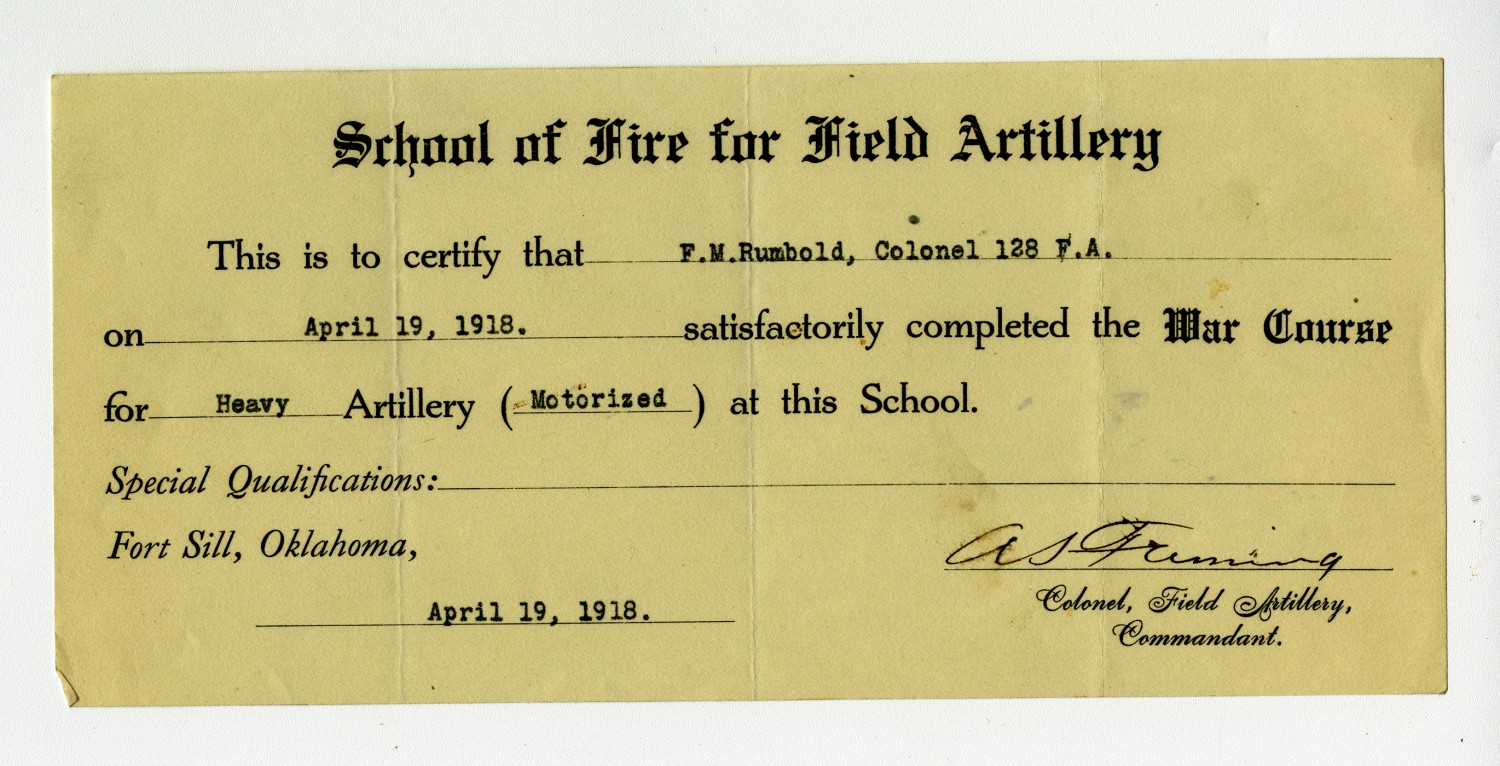 School of Fire for Field Artillery
This is to certify that F.M.Rumbold, Colonel 128 F.A.
on April 19, 1918. satisfactorily completed the War Course
for Heavy Artillery (Motorized) at this School.
Special Qualifications:
Fort Sill, Oklahoma,
A S Fleming
April 19, 1918.
Colonel, Field Artillery,
Commandant.